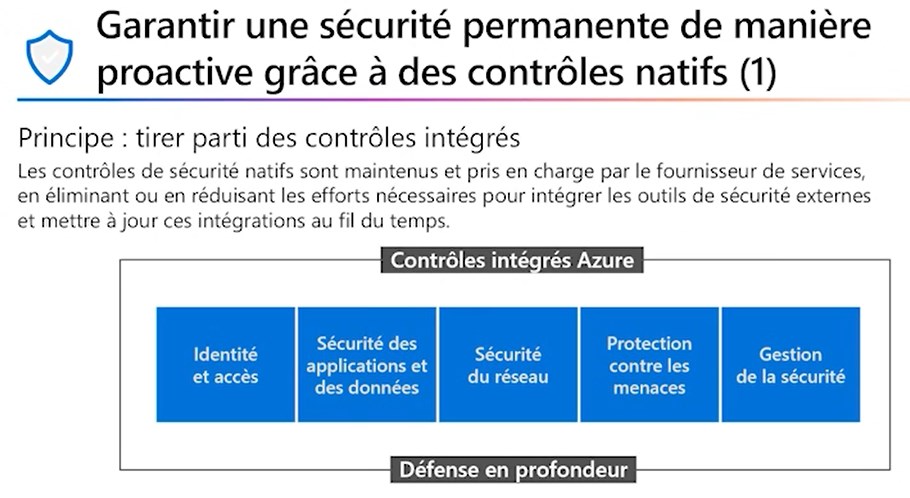 Garantir une sécurité permanente de manière
proactive grâce à des contrôles natifs (1)
Principe : tirer parti des contrôles intégrés
Les contrôles de sécurité natifs sont maintenus et pris en charge par le fournisseur de services,
en éliminant ou en réduisant les efforts nécessaires pour intégrer les outils de sécurité externes
et mettre à jour ces intégrations au fil du temps.
Contrôles intégrés Azure
Identité
et accès
Sécurité des
applications et
des données
Sécurité
du réseau
Protection
contre les
menaces
Gestion
de la sécurité
Défense en profondeur